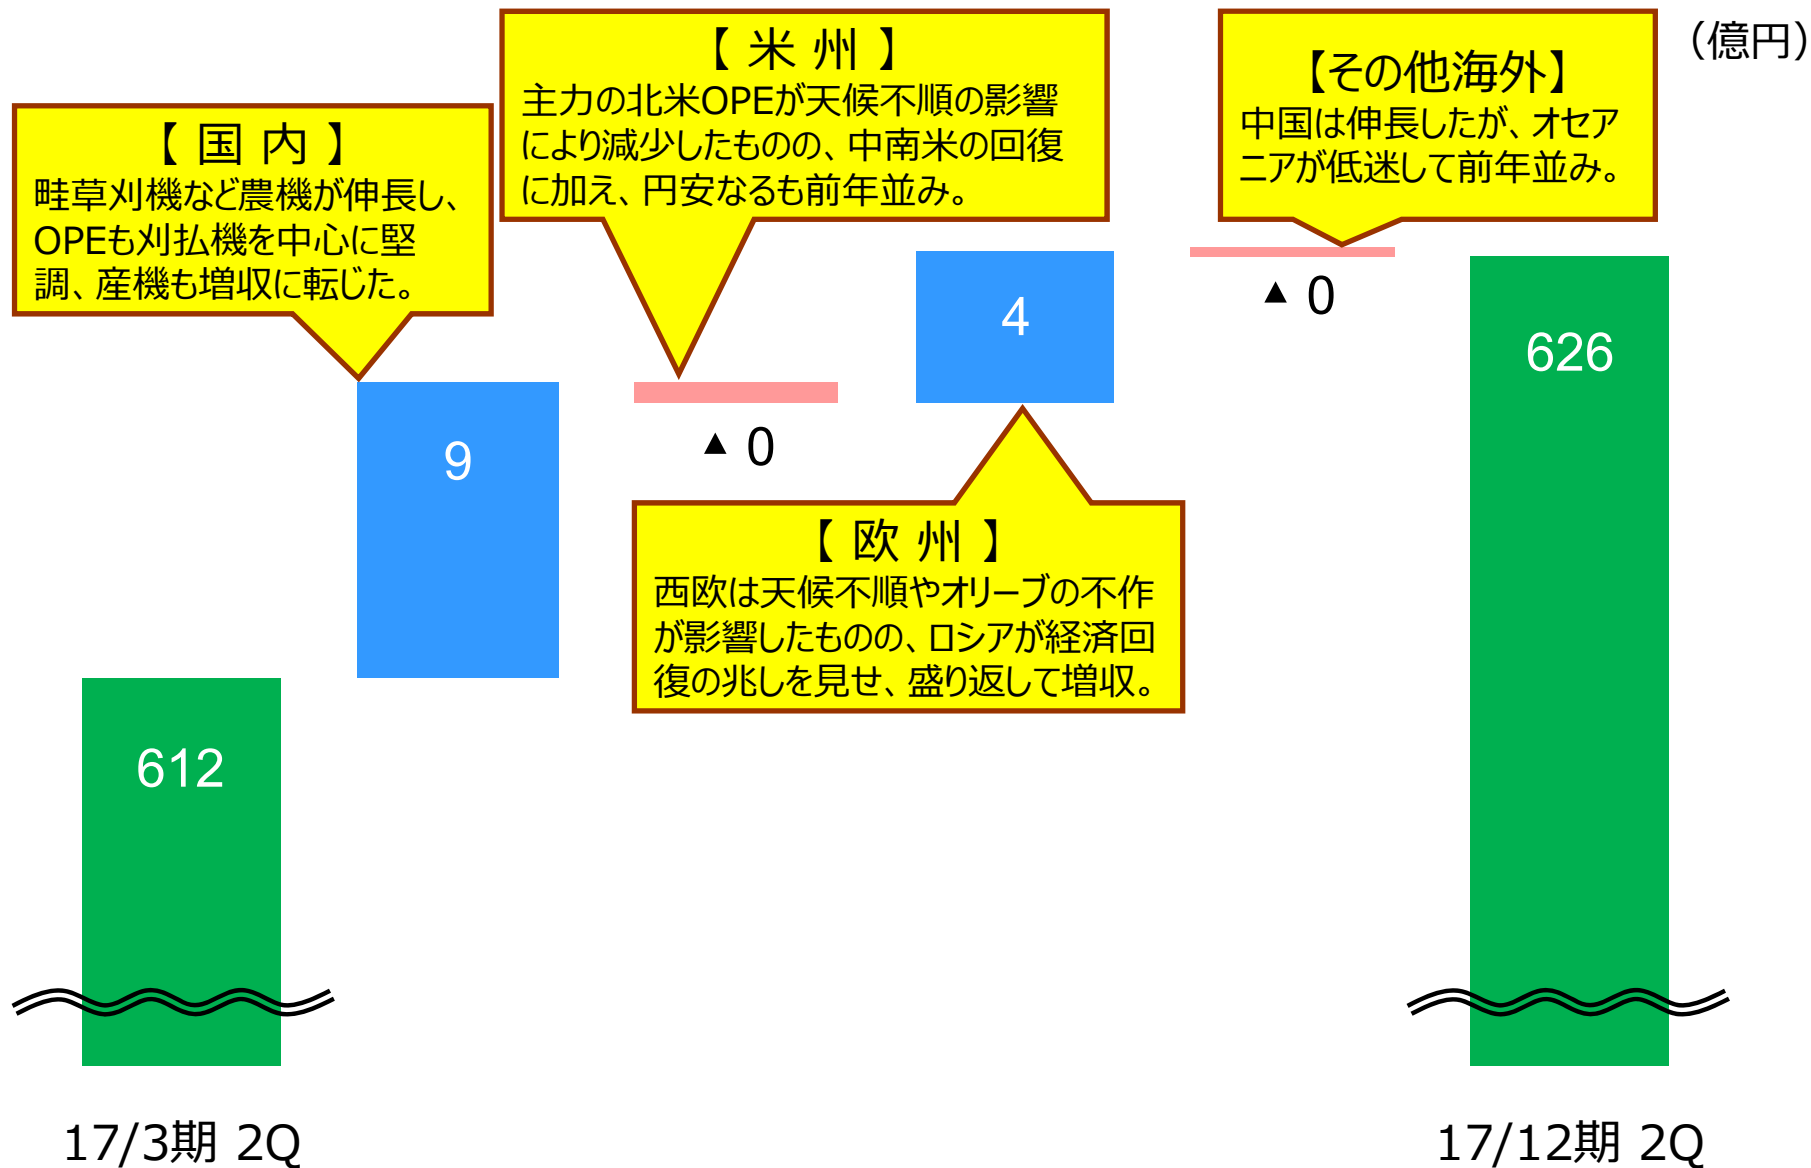 （億円）
【 国 内 】
畦草刈機など農機が伸長し、
OPEも刈払機を中心に堅
調、産機も増収に転じた。
【 米 州 】
主力の北米OPEが天候不順の影響
により減少したものの、中南米の回復
に加え、円安なるも前年並み。
【その他海外】
中国は伸長したが、オセア
ニアが低迷して前年並み。
612
9
▲ 0
4
▲ 0
626
【 欧 州 】
西欧は天候不順やオリーブの不作
が影響したものの、ロシアが経済回
復の兆しを見せ、盛り返して増収。
17/3期 2Q
17/12期 2Q